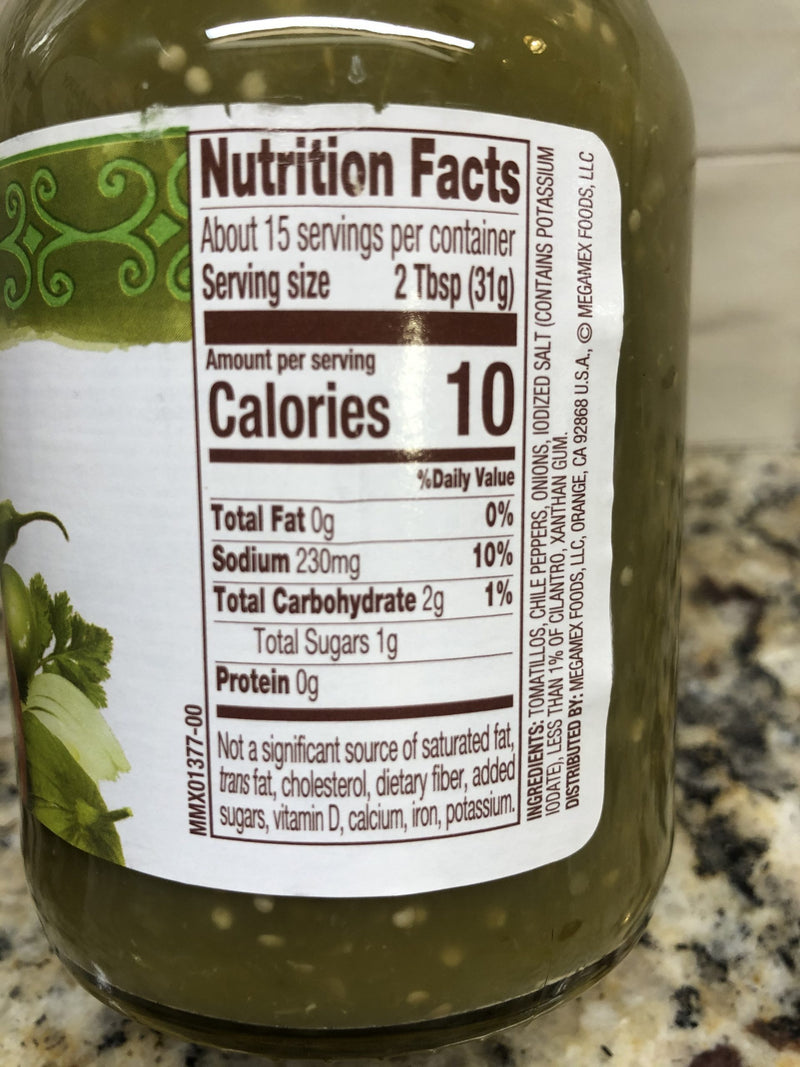 Nutrition Facts
About 15 servings per container
Serving size 2 Tbsp (31g)
Amount per serving
Calories 10
%Daily Value
Total Fat 0g 0%
Sodium 230mg 10%
Total Carbohydrate 2g 1%
Total Sugars 1g
Protein 0g
Not a significant source of saturated fat,
trans fat, cholesterol, dietary fiber, added
sugars, vitamin D, calcium, iron, potassium.
MMX01377-00
INGREDIENTS: TOMATILLOS, CHILE PEPPERS, ONIONS, IODIZED SALT (CONTAINS POTASSIUM
IODATE), LESS THAN 1% OF CILANTRO, XANTHAN GUM.
DISTRIBUTED BY: MEGAMEX FOODS, LLC, ORANGE, CA 92868 U.S.A., © MEGAMEX FOODS, LLC